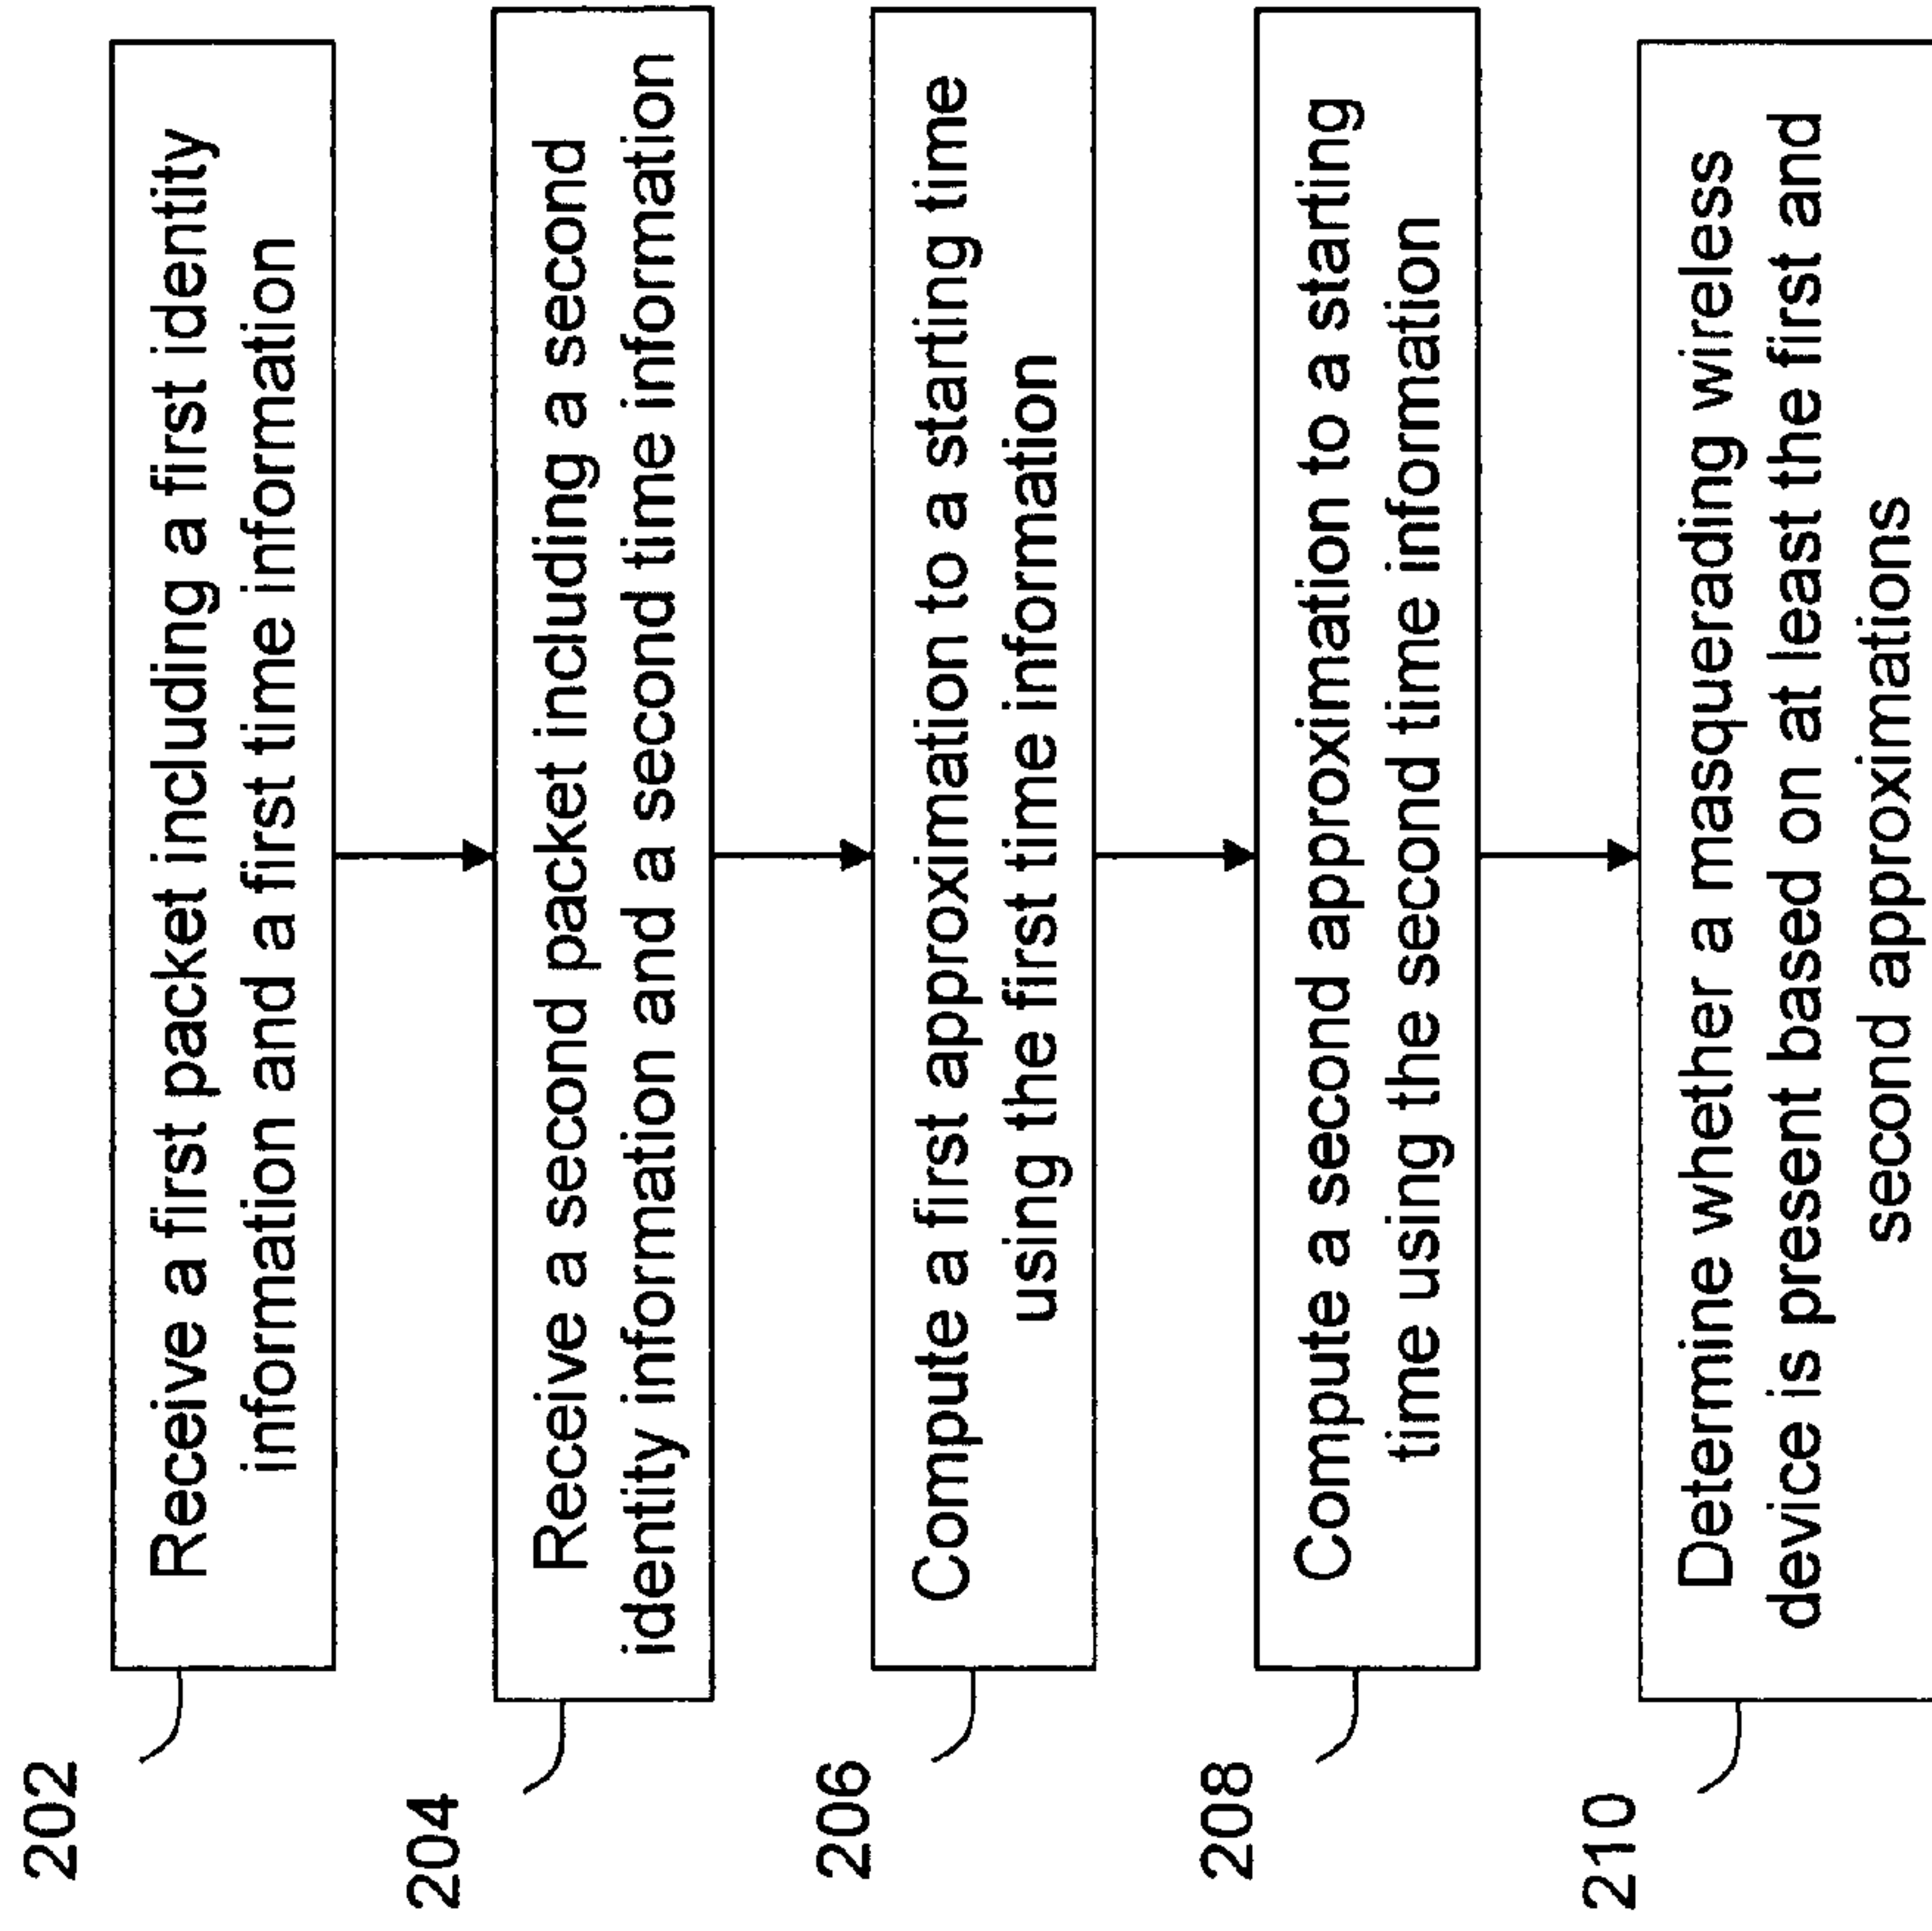 202
Receive a first packet including a first identity
information and a first time information
204
Receive a second packet including a second
identity information and a second time information
206
Compute a first approximation to a starting time
using the first time information
208
Compute a second approximation to a starting
time using the second time information
210
Determine whether a masquerading wireless
device is present based on at least the first and
second approximations